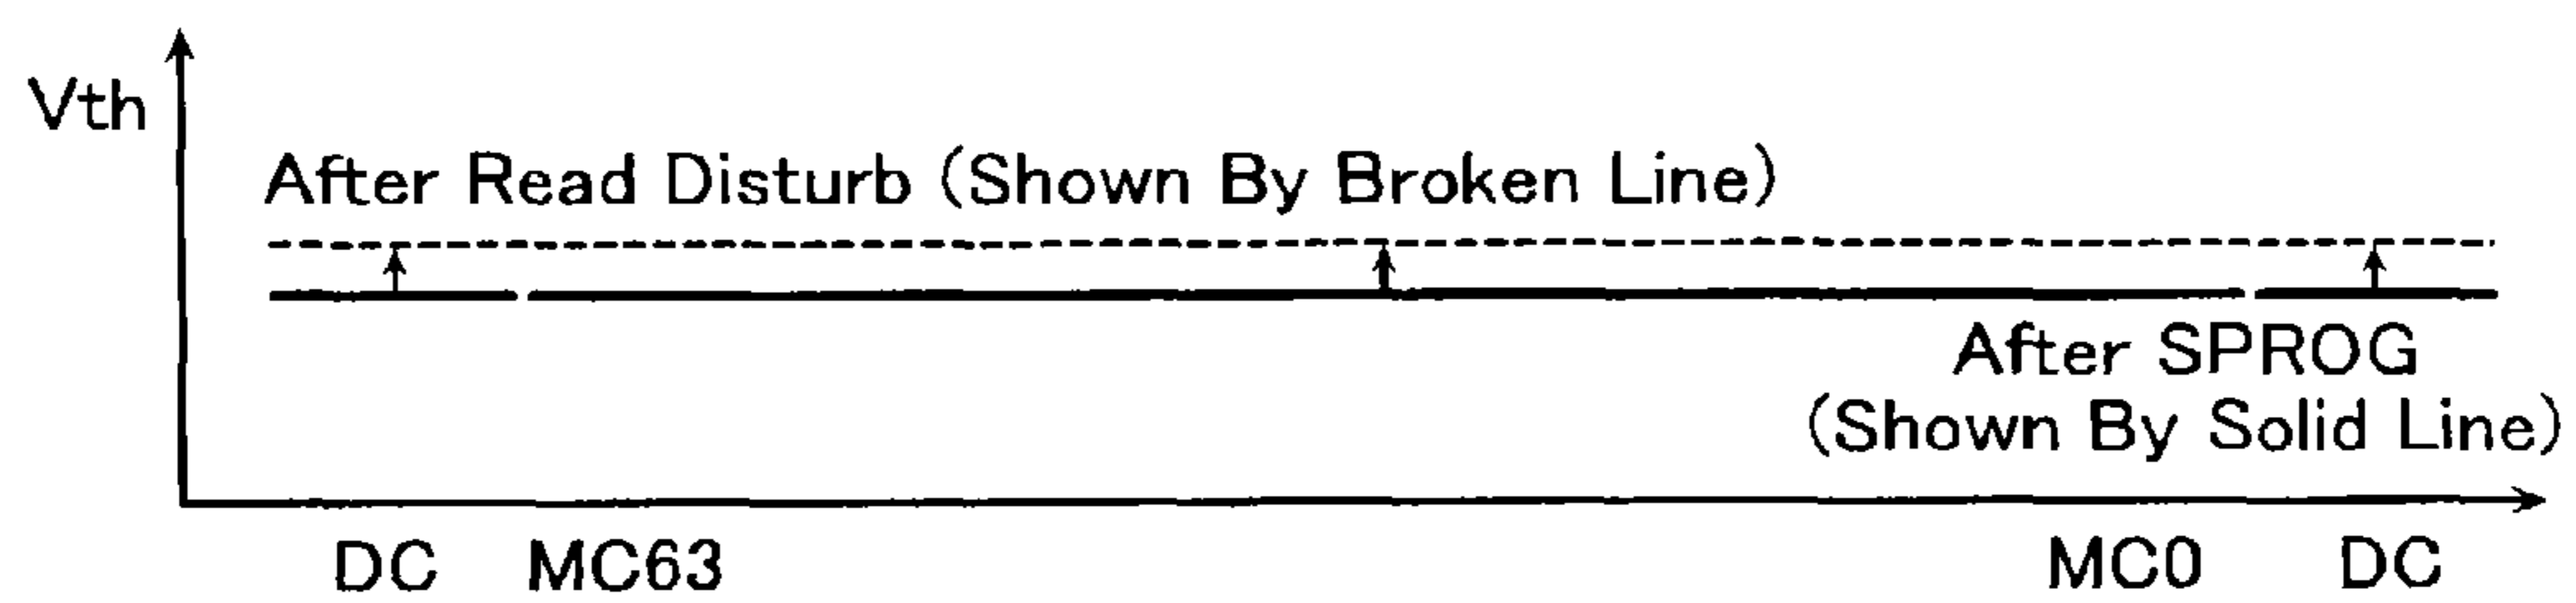 Vth
After Read Disturb (Shown By Broken Line)
After SPROG
(Shown By Solid Line)
DC MC63 MC0 DC